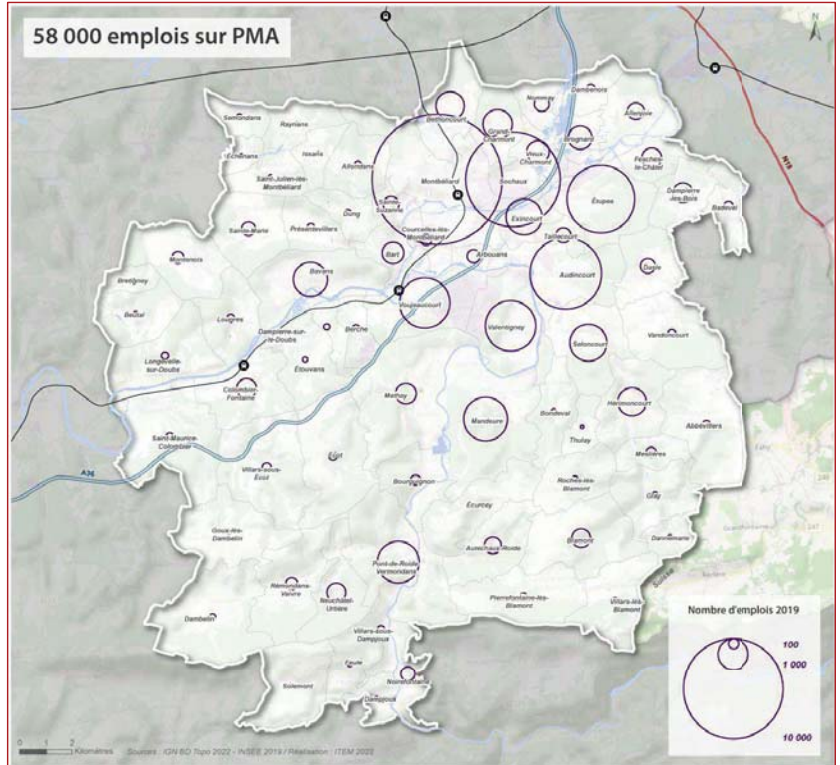 58 000 emplois sur PMA
N
N19
Dambenois
Nommay
Allenjoie
Bethoncourt
Semondans
Raynans
Grand-
Charmont
Brognard
Échenans
Issans
Allondans
Vieux-
Charmont
Fesches-
le-Châtel
Saint-Julien-lès-
Montbéliard
Montbéliard
Sochaux
Dampierre
-les-Bois
Badevel
Étupes
Sainte-
Suzanne
Dung
Exincourt
Sainte-Marie
Présentevillers
Courcelles-lès-
Montbéliard
Taillecourt
Bart
Arbouans
Montenois
Dasle
Audincourt
Bavans
Bretigney
Voujeaucourt
Beutal
Lougres
Dampierre-sur-
le-Doubs
Berche
Valentigney
Vandoncourt
Seloncourt
Longevelle-
sur-Doubs
Étouvans
Colombier-
Fontaine
Mathay
Hérimoncourt
Mandeure
Bondeval
Abbévillers
Thulay
Saint-Maurice-
Colombier
Écot
Meslières
A36
Villars-sous-
Écot
Bourguignon
Roches-lès-
Blamont
Glay
Écurcey
Goux-lès-
Dambelin
Dannemarie
Blamont
Autechaux-Roide
Pont-de-Roide
Vermondans
Suisse
Rémondans-
Vaivre
Neuchâtel-
Urtière
Pierrefontaine-lès-
Blamont
Villars-lès-
Blamont
Dambelin
Villars-sous-
Dampjoux
Feule
Noirefontaine
Solemont
Dampjoux
Nombre d'emplois 2019
100
1 000
10 000
0 1 2
Kilomètres
Sources : IGN BD Topo 2022 - INSEE 2019 / Réalisation : ITEM 2022